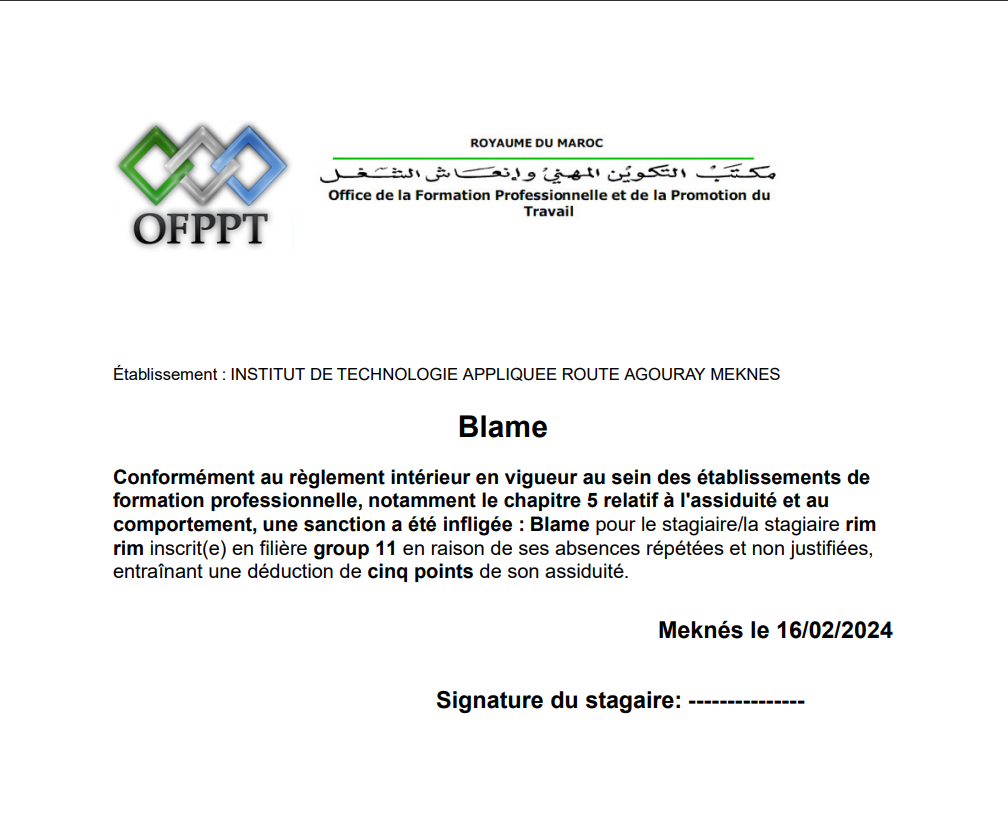 OFPPT
ROYAUME DU MAROC
مكتب التكوين المهني وإنعاش الشغل
Office de la Formation Professionnelle et de la Promotion du
Travail
Établissement : INSTITUT DE TECHNOLOGIE APPLIQUEE ROUTE AGOURAY MEKNES
Blame
Conformément au règlement intérieur en vigueur au sein des établissements de
formation professionnelle, notamment le chapitre 5 relatif à l'assiduité et au
comportement, une sanction a été infligée : Blame pour le stagiaire/la stagiaire rim
rim inscrit(e) en filière group 11 en raison de ses absences répétées et non justifiées,
entraînant une déduction de cinq points de son assiduité.
Meknés le 16/02/2024
Signature du stagaire: ---------------